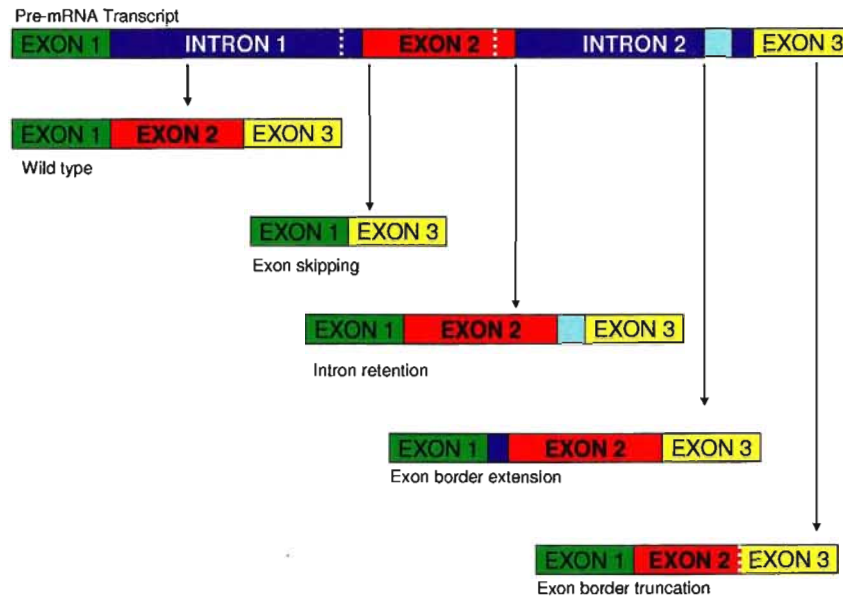 Pre-mRNA Transcript
EXON 1 INTRON 1 EXON 2 INTRON 2 EXON 3
EXON 1 EXON 2 EXON 3
Wild type
EXON 1 EXON 3
Exon skipping
EXON 1 EXON 2 EXON 3
Intron retention
EXON 1 EXON 2 EXON 3
Exon border extension
EXON 1 EXON 2 EXON 3
Exon border truncation